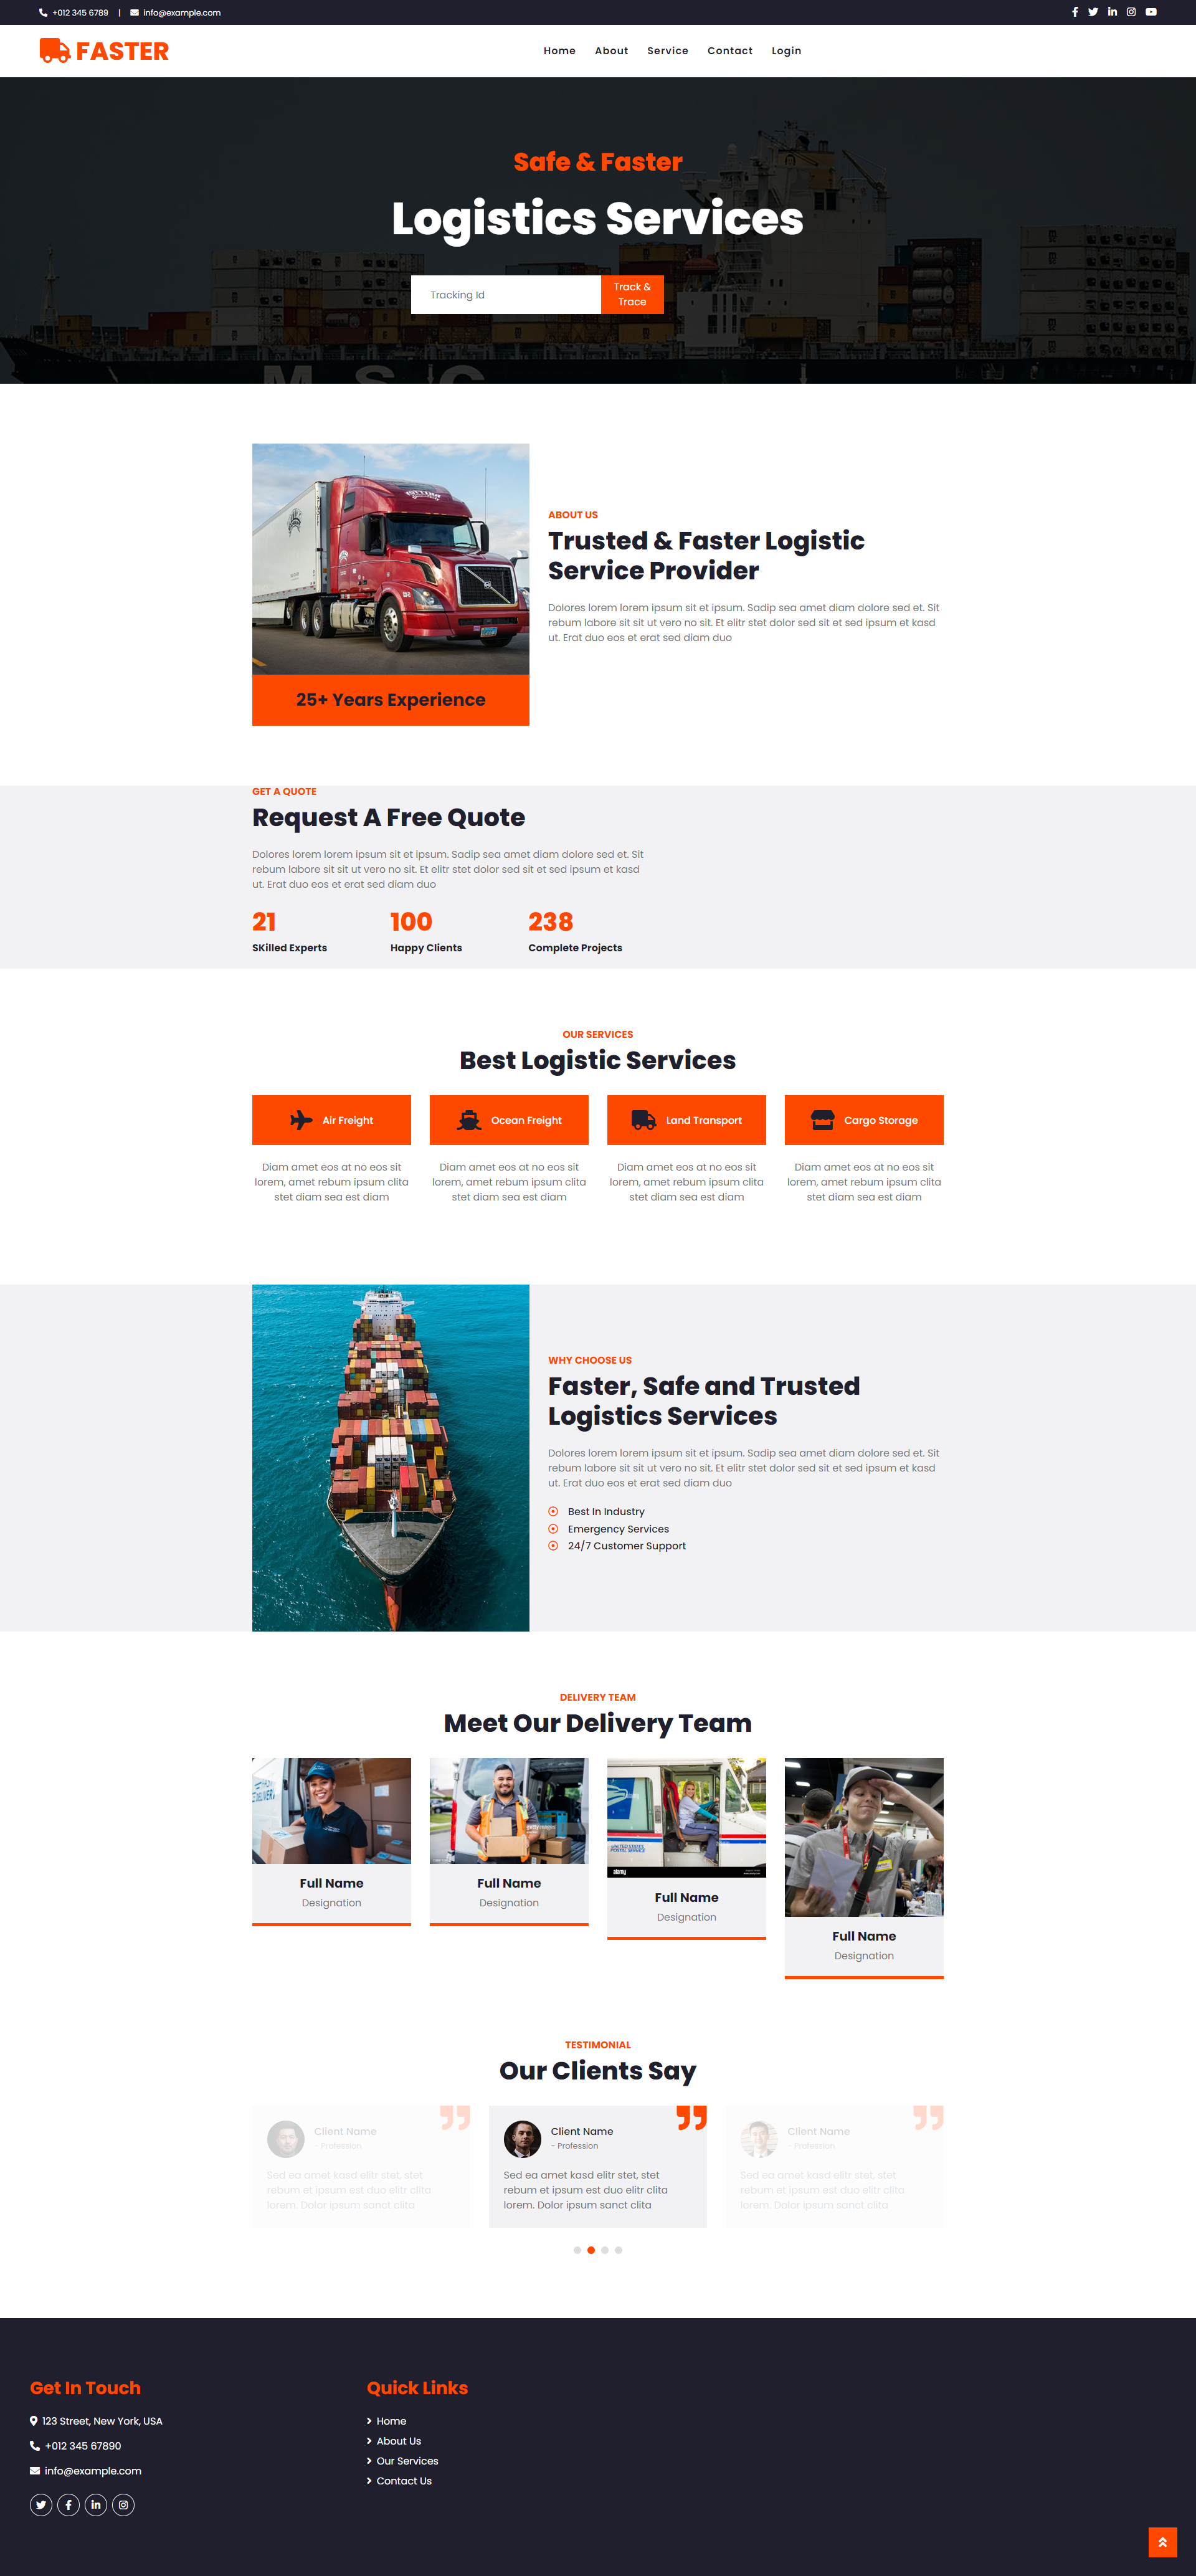 +012 345 6789 | info@example.com
FASTER
Home About Service Contact Login
Safe & Faster
Logistics Services
Tracking Id
Track &
Trace
M S C
ABOUT US
Trusted & Faster Logistic
Service Provider
Dolores lorem lorem ipsum sit et ipsum. Sadip sea amet diam dolore sed et. Sit
rebum labore sit sit ut vero no sit. Et elitr stet dolor sed sit et sed ipsum et kasd
ut. Erat duo eos et erat sed diam duo
25+ Years Experience
GET A QUOTE
Request A Free Quote
Dolores lorem lorem ipsum sit et ipsum. Sadip sea amet diam dolore sed et. Sit
rebum labore sit sit ut vero no sit. Et elitr stet dolor sed sit et sed ipsum et kasd
ut. Erat duo eos et erat sed diam duo
21 100 238
SKilled Experts Happy Clients Complete Projects
OUR SERVICES
Best Logistic Services
Air Freight
Ocean Freight
Land Transport
Cargo Storage
Diam amet eos at no eos sit
lorem, amet rebum ipsum clita
stet diam sea est diam
Diam amet eos at no eos sit
lorem, amet rebum ipsum clita
stet diam sea est diam
Diam amet eos at no eos sit
lorem, amet rebum ipsum clita
stet diam sea est diam
Diam amet eos at no eos sit
lorem, amet rebum ipsum clita
stet diam sea est diam
WHY CHOOSE US
Faster, Safe and Trusted
Logistics Services
Dolores lorem lorem ipsum sit et ipsum. Sadip sea amet diam dolore sed et. Sit
rebum labore sit sit ut vero no sit. Et elitr stet dolor sed sit et sed ipsum et kasd
ut. Erat duo eos et erat sed diam duo
Best In Industry
Emergency Services
24/7 Customer Support
DELIVERY TEAM
Meet Our Delivery Team
UNITED STATES
POSTAL SERVICE
alamy
Full Name
Designation
Full Name
Designation
Full Name
Designation
Full Name
Designation
TESTIMONIAL
Our Clients Say
Client Name
- Profession
Sed ea amet kasd elitr stet, stet
rebum et ipsum est duo elitr clita
lorem. Dolor ipsum sanct clita
Client Name
- Profession
Sed ea amet kasd elitr stet, stet
rebum et ipsum est duo elitr clita
lorem. Dolor ipsum sanct clita
Client Name
- Profession
Sed ea amet kasd elitr stet, stet
rebum et ipsum est duo elitr clita
lorem. Dolor ipsum sanct clita
Get In Touch
123 Street, New York, USA
+012 345 67890
info@example.com
Quick Links
Home
About Us
Our Services
Contact Us